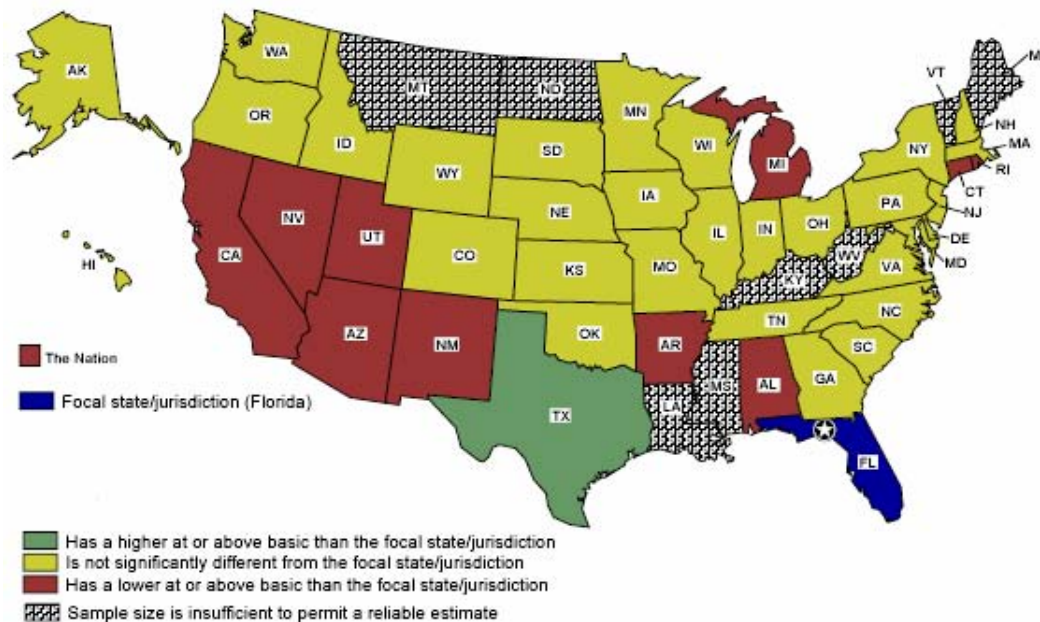 AK
WA
OR
ID
MT
ND
MN
SD
WY
WI
MI
VT
M
NH
MA
RI
CT
NY
PA
NJ
DE
MD
NV
UT
CA
CO
NE
IA
KS
MO
IL
IN
OH
WV
KY
VA
HI
AZ
NM
OK
AR
TN
NC
SC
MS
AL
GA
LA
TX
FL
The Nation
Focal state/jurisdiction (Florida)
Has a higher at or above basic than the focal state/jurisdiction
Is not significantly different from the focal state/jurisdiction
Has a lower at or above basic than the focal state/jurisdiction
Sample size is insufficient to permit a reliable estimate